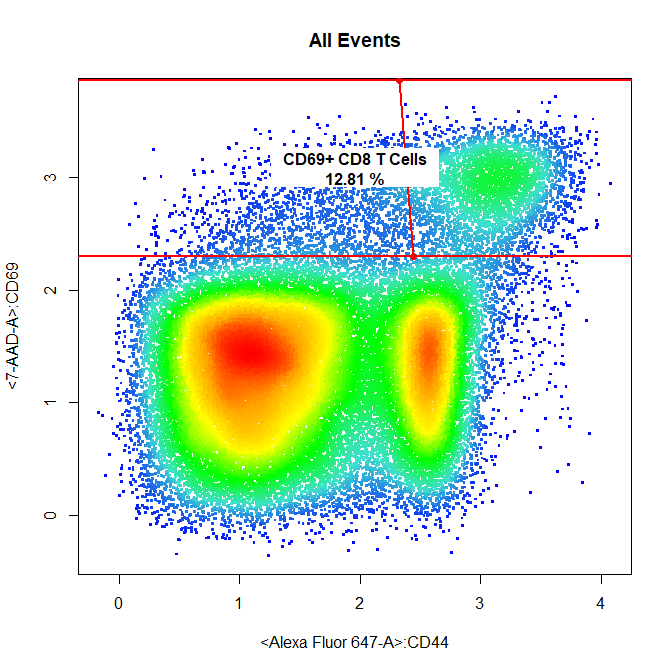 All Events
CD69+ CD8 T Cells
12.81 %
3
2
1
0
<7-AAD-A>:CD69
0 1 2 3 4
<Alexa Fluor 647-A>:CD44